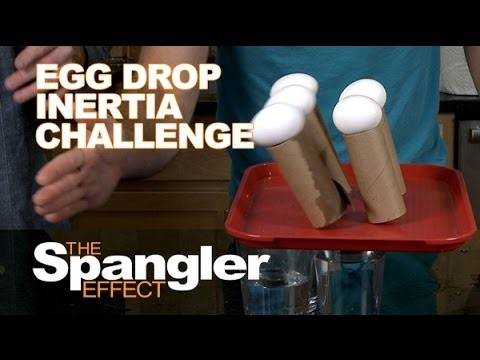 EGG DROP
INERTIA
CHALLENGE
THE
Spangler
EFFECT